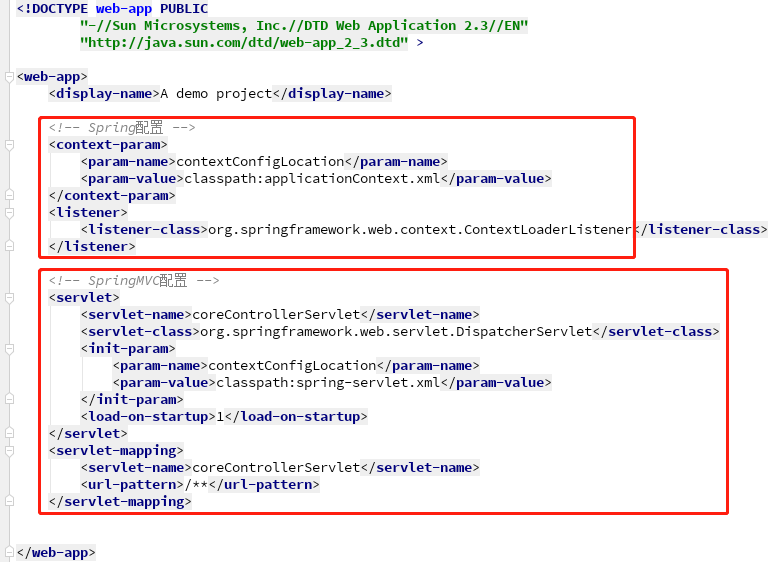 <!DOCTYPE web-app PUBLIC
"-//Sun Microsystems, Inc.//DTD Web Application 2.3//EN"
"http://java.sun.com/dtd/web-app_2_3.dtd" >
<web-app>
<display-name>A demo project</display-name>
<!-- Spring配置 -->
<context-param>
<param-name>contextConfigLocation</param-name>
<param-value>classpath:applicationContext.xml</param-value>
</context-param>
<listener>
<listener-class>org.springframework.web.context.ContextLoaderListener</listener-class>
</listener>
<!-- SpringMVC配置 -->
<servlet>
<servlet-name>coreControllerServlet</servlet-name>
<servlet-class>org.springframework.web.servlet.DispatcherServlet</servlet-class>
<init-param>
<param-name>contextConfigLocation</param-name>
<param-value>classpath:spring-servlet.xml</param-value>
</init-param>
<load-on-startup>1</load-on-startup>
</servlet>
<servlet-mapping>
<servlet-name>coreControllerServlet</servlet-name>
<url-pattern>/**</url-pattern>
</servlet-mapping>
</web-app>